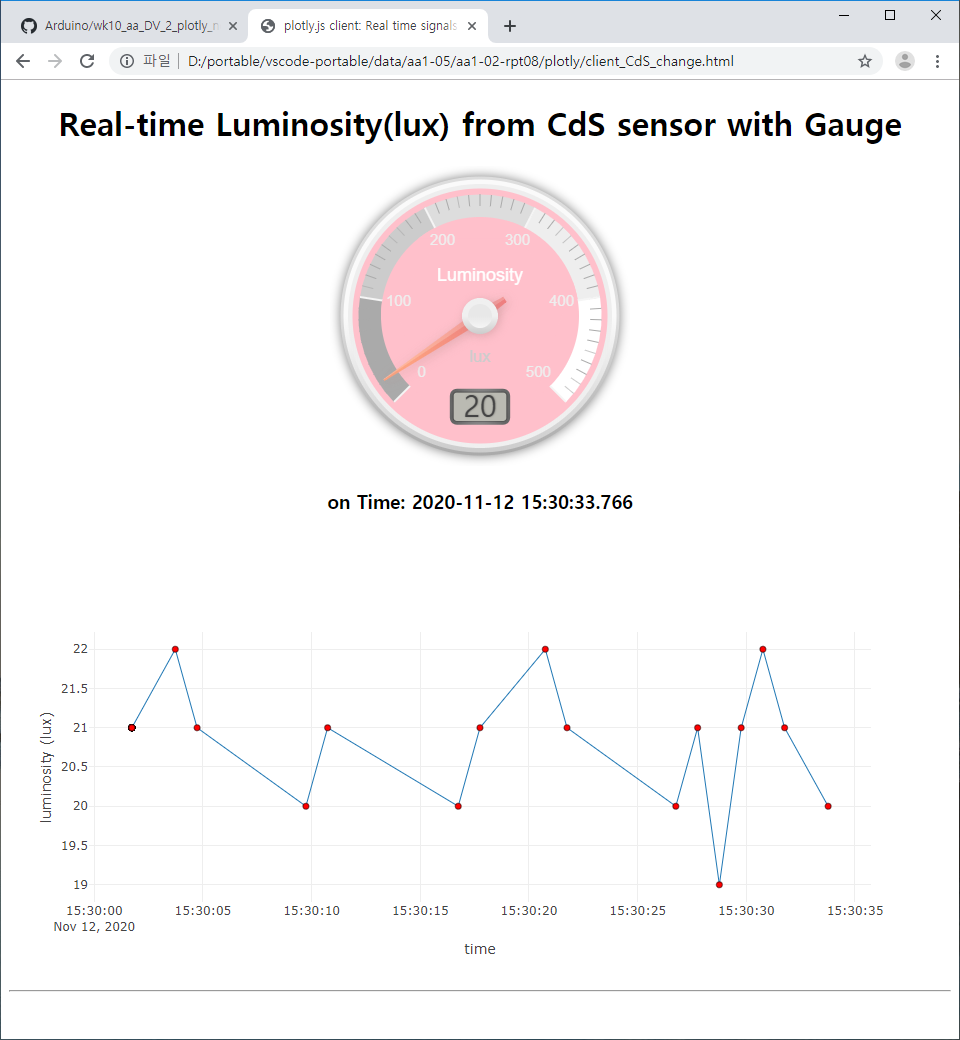 Arduino/wk10_aa_DV_2_plotly_n
plotly.js client: Real time signals
파일
D:/portable/vscode-portable/data/aa1-05/aa1-02-rpt08/plotly/client_CdS_change.html
Real-time Luminosity(lux) from CdS sensor with Gauge
200 300
Luminosity
100 400
lux
0 500
20
on Time: 2020-11-12 15:30:33.766
22
21.5
21
20.5
20
19.5
19
luminosity (lux)
15:30:00 15:30:05 15:30:10 15:30:15 15:30:20 15:30:25 15:30:30 15:30:35
Nov 12, 2020
time